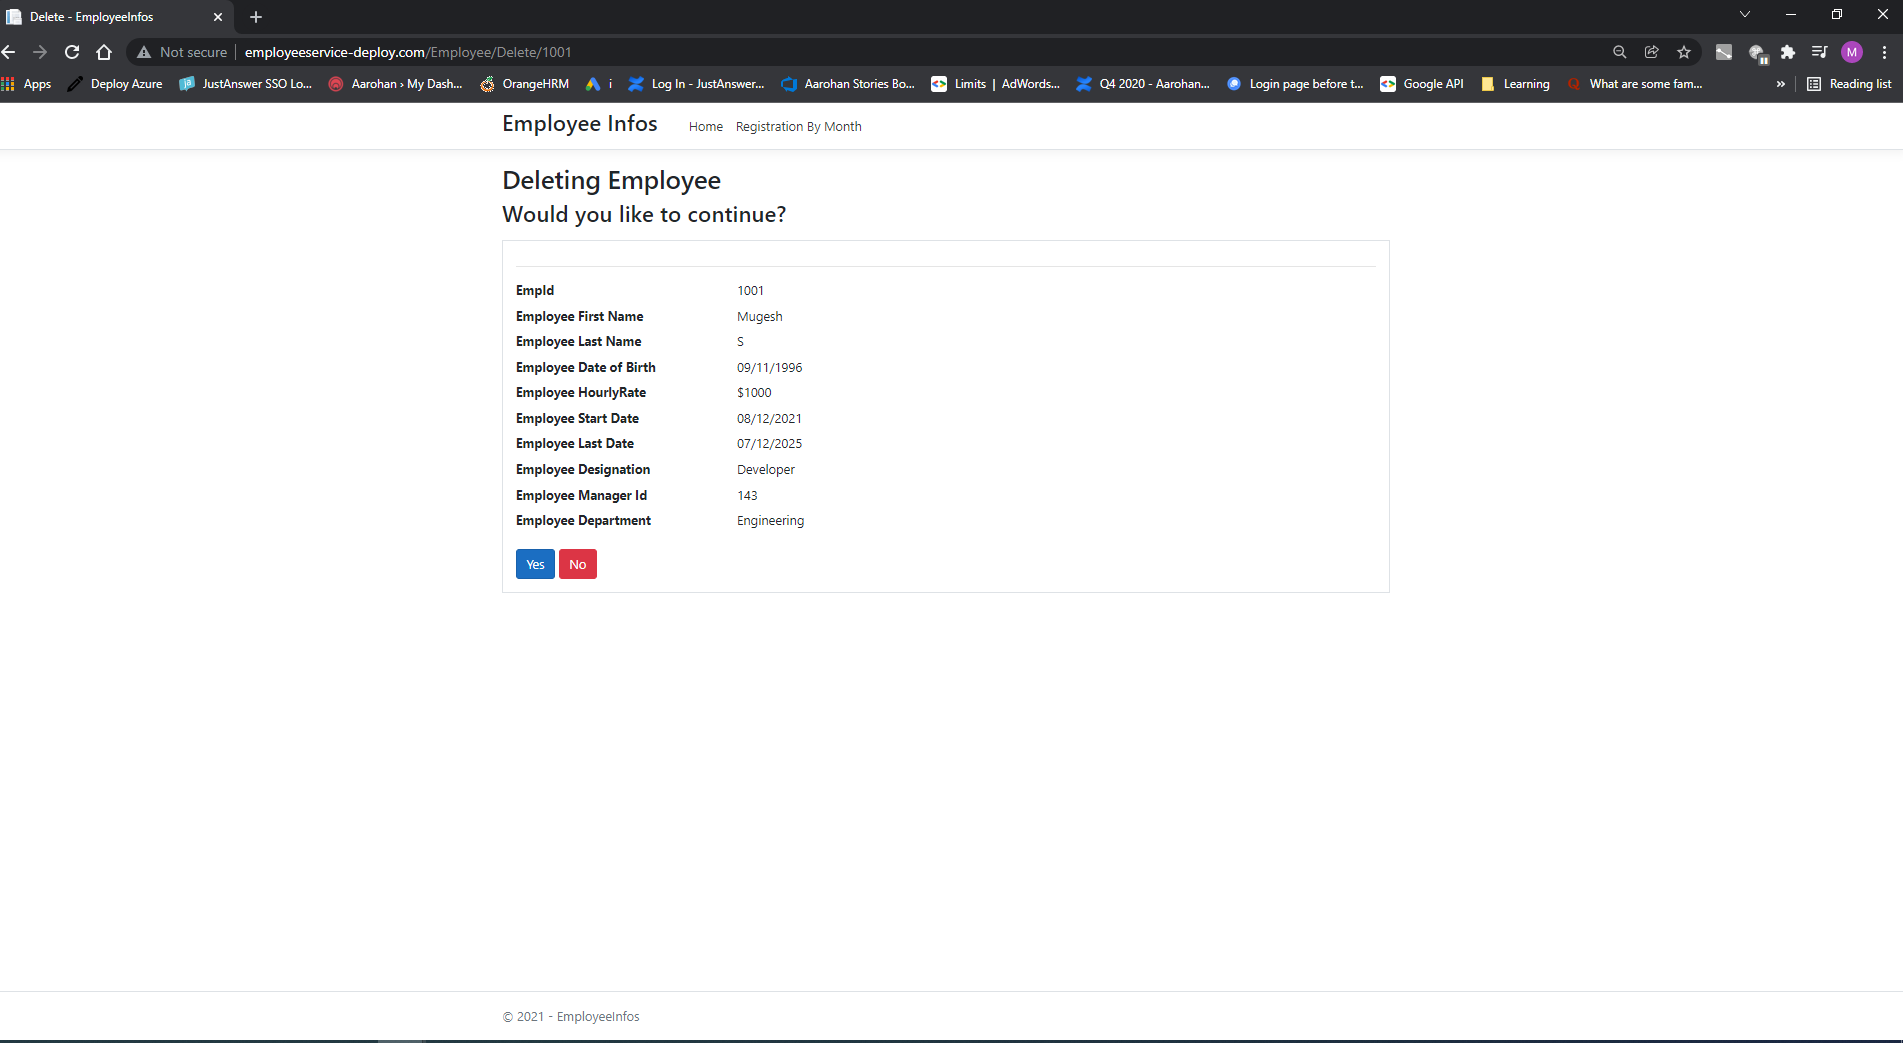 Delete - EmployeeInfos
Not secure employeeservice-deploy.com/Employee/Delete/1001
M
Apps Deploy Azure ja JustAnswer SSO Lo... Aarohan › My Dash... OrangeHRM i Log In - JustAnswer... Aarohan Stories Bo... Limits | AdWords... Q4 2020 - Aarohan... Login page before t... Google API Learning What are some fam... » Reading list
Employee Infos Home Registration By Month
Deleting Employee
Would you like to continue?
EmpId 1001
Employee First Name Mugesh
Employee Last Name S
Employee Date of Birth 09/11/1996
Employee HourlyRate $1000
Employee Start Date 08/12/2021
Employee Last Date 07/12/2025
Employee Designation Developer
Employee Manager Id 143
Employee Department Engineering
Yes No
© 2021 - EmployeeInfos